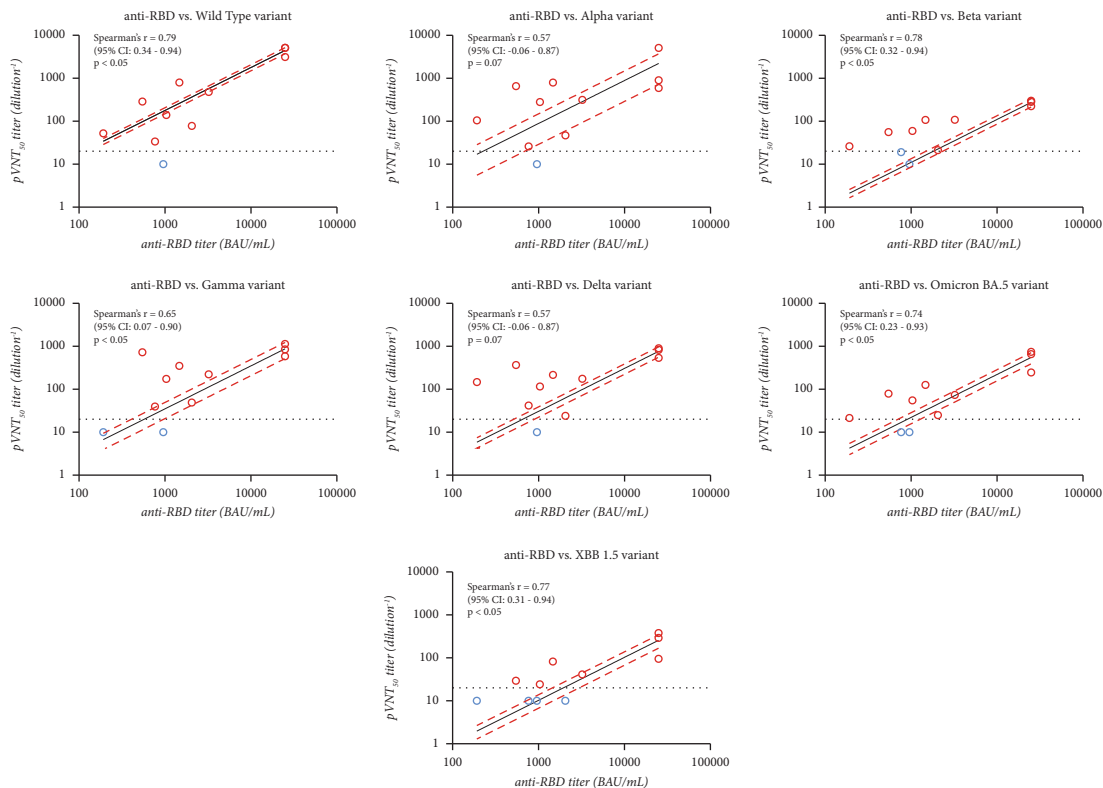 anti-RBD vs. Wild Type variant
Spearman's r = 0.79
(95% CI: 0.34 - 0.94)
p < 0.05
10000
1000
100
10
1
pVNT50 titer (dilution-1)
100 1000 10000 100000
anti-RBD titer (BAU/mL)
anti-RBD vs. Alpha variant
Spearman's r = 0.57
(95% CI: -0.06 - 0.87)
p = 0.07
10000
1000
100
10
1
pVNT50 titer (dilution-1)
100 1000 10000 100000
anti-RBD titer (BAU/mL)
anti-RBD vs. Beta variant
Spearman's r = 0.78
(95% CI: 0.32 - 0.94)
p < 0.05
10000
1000
100
10
1
pVNT50 titer (dilution-1)
100 1000 10000 100000
anti-RBD titer (BAU/mL)
anti-RBD vs. Gamma variant
Spearman's r = 0.65
(95% CI: 0.07 - 0.90)
p < 0.05
10000
1000
100
10
1
pVNT50 titer (dilution-1)
100 1000 10000 100000
anti-RBD titer (BAU/mL)
anti-RBD vs. Delta variant
Spearman's r = 0.57
(95% CI: -0.06 - 0.87)
p = 0.07
10000
1000
100
10
1
pVNT50 titer (dilution-1)
100 1000 10000 100000
anti-RBD titer (BAU/mL)
anti-RBD vs. Omicron BA.5 variant
Spearman's r = 0.74
(95% CI: 0.23 - 0.93)
p < 0.05
10000
1000
100
10
1
pVNT50 titer (dilution-1)
100 1000 10000 100000
anti-RBD titer (BAU/mL)
anti-RBD vs. XBB 1.5 variant
Spearman's r = 0.77
(95% CI: 0.31 - 0.94)
p < 0.05
10000
1000
100
10
1
pVNT50 titer (dilution-1)
100 1000 10000 100000
anti-RBD titer (BAU/mL)